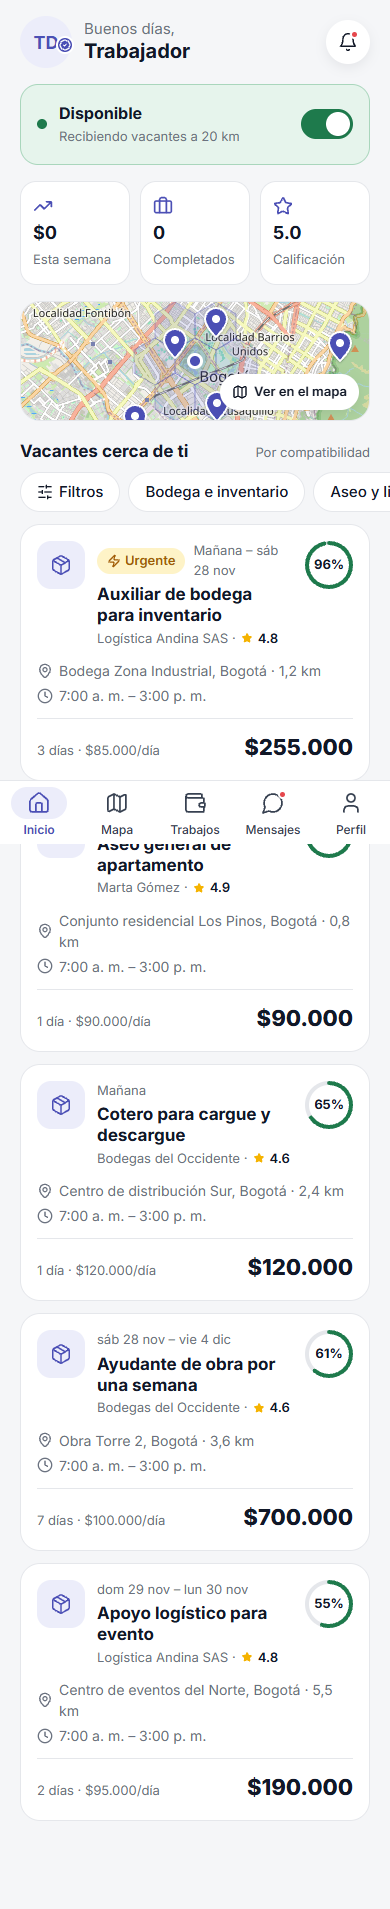 TD
Buenos días,
Trabajador
Disponible
Recibiendo vacantes a 20 km
$0
Esta semana
0
Completados
5.0
Calificación
Localidad Fontibón
Localidad Barrios
Unidos
Ver en el mapa
Vacantes cerca de ti
Por compatibilidad
Filtros
Bodega e inventario
Aseo y li
Urgente
Mañana – sáb
28 nov
96%
Auxiliar de bodega
para inventario
Logística Andina SAS · 4.8
Bodega Zona Industrial, Bogotá · 1,2 km
7:00 a. m. – 3:00 p. m.
3 días · $85.000/día
$255.000
Inicio
Mapa
Trabajos
Mensajes
Perfil
Aseo general de
apartamento
Marta Gómez · 4.9
Conjunto residencial Los Pinos, Bogotá · 0,8
km
7:00 a. m. – 3:00 p. m.
1 día · $90.000/día
$90.000
Mañana
65%
Cotero para cargue y
descargue
Bodegas del Occidente · 4.6
Centro de distribución Sur, Bogotá · 2,4 km
7:00 a. m. – 3:00 p. m.
1 día · $120.000/día
$120.000
sáb 28 nov – vie 4 dic
61%
Ayudante de obra por
una semana
Bodegas del Occidente · 4.6
Obra Torre 2, Bogotá · 3,6 km
7:00 a. m. – 3:00 p. m.
7 días · $100.000/día
$700.000
dom 29 nov – lun 30 nov
55%
Apoyo logístico para
evento
Logística Andina SAS · 4.8
Centro de eventos del Norte, Bogotá · 5,5
km
7:00 a. m. – 3:00 p. m.
2 días · $95.000/día
$190.000